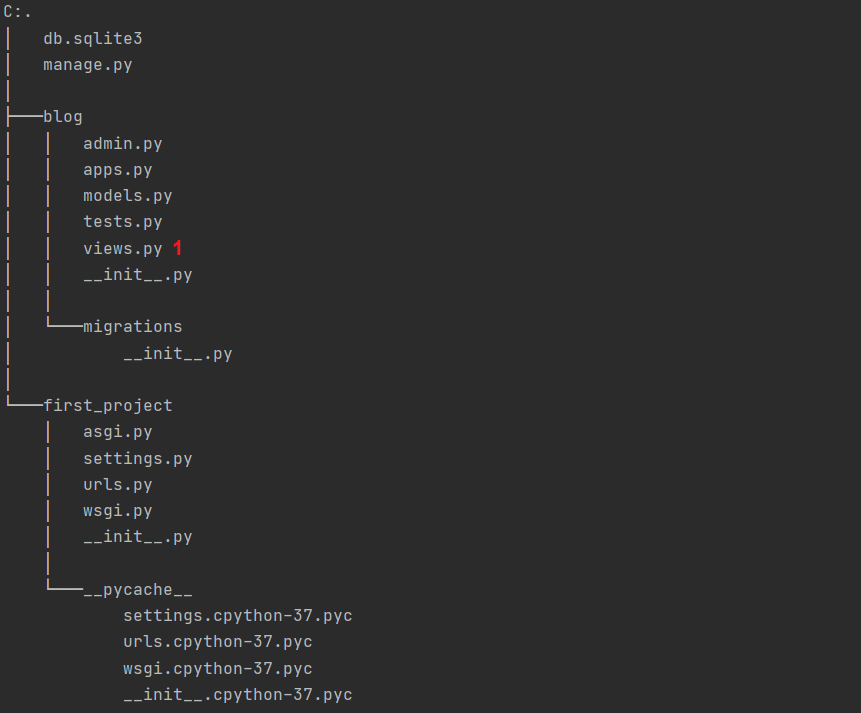 C:.
│   db.sqlite3
│   manage.py
│
├───blog
│   │   admin.py
│   │   apps.py
│   │   models.py
│   │   tests.py
│   │   views.py 1
│   │   __init__.py
│   │
│   └───migrations
│           __init__.py
│
└───first_project
    │   asgi.py
    │   settings.py
    │   urls.py
    │   wsgi.py
    │   __init__.py
    │
    └───__pycache__
            settings.cpython-37.pyc
            urls.cpython-37.pyc
            wsgi.cpython-37.pyc
            __init__.cpython-37.pyc